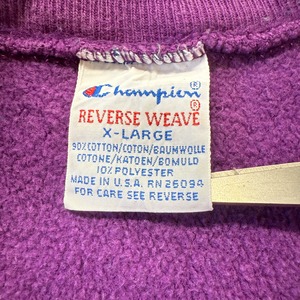 Champion ®
®
REVERSE WEAVE
X-LARGE
90% COTTON/COTON/BAUMWOLLE
COTONE/KATOEN/BOMULD
10% POLYESTER
MADE IN U.S.A. RN 26094
FOR CARE SEE REVERSE